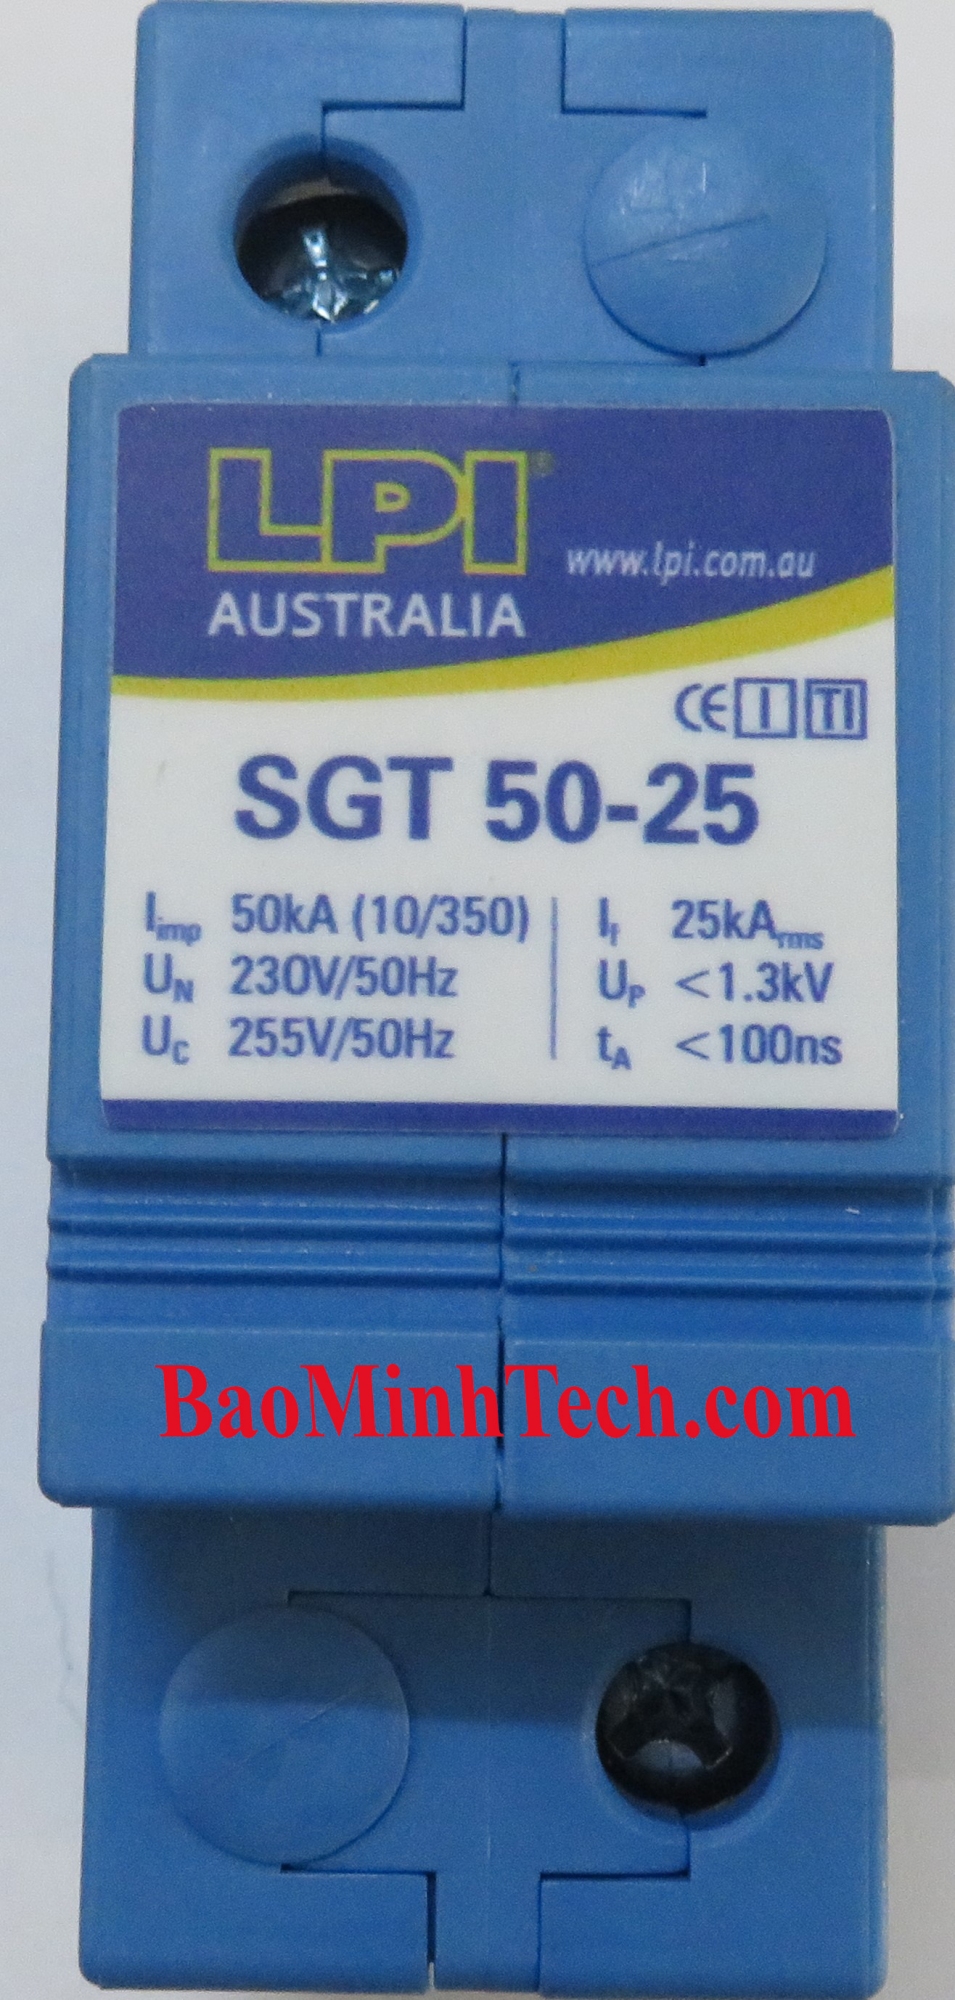 LPI®
www.lpi.com.au
AUSTRALIA
CE I TI
SGT 50-25
Iimp 50kA (10/350) If 25kArms
UN 230V/50Hz UP <1.3kV
UC 255V/50Hz tA <100ns
BaoMinhTech.com